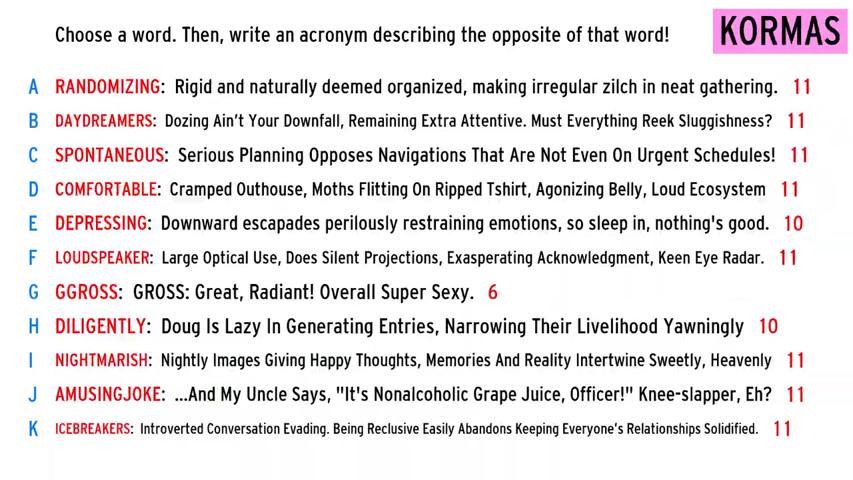 Choose a word. Then, write an acronym describing the opposite of that word! KORMAS
A RANDOMIZING: Rigid and naturally deemed organized, making irregular zilch in neat gathering. 11
B DAYDREAMERS: Dozing Ain't Your Downfall, Remaining Extra Attentive. Must Everything Reek Sluggishness? 11
C SPONTANEOUS: Serious Planning Opposes Navigations That Are Not Even On Urgent Schedules! 11
D COMFORTABLE: Cramped Outhouse, Moths Flitting On Ripped Tshirt, Agonizing Belly, Loud Ecosystem 11
E DEPRESSING: Downward escapades perilously restraining emotions, so sleep in, nothing's good. 10
F LOUDSPEAKER: Large Optical Use, Does Silent Projections, Exasperating Acknowledgment, Keen Eye Radar. 11
G GGROSS: GROSS: Great, Radiant! Overall Super Sexy. 6
H DILIGENTLY: Doug Is Lazy In Generating Entries, Narrowing Their Livelihood Yawningly 10
I NIGHTMARISH: Nightly Images Giving Happy Thoughts, Memories And Reality Intertwine Sweetly, Heavenly 11
J AMUSINGJOKE: ...And My Uncle Says, "It's Nonalcoholic Grape Juice, Officer!" Knee-slapper, Eh? 11
K ICEBREAKERS: Introverted Conversation Evading. Being Reclusive Easily Abandons Keeping Everyone's Relationships Solidified. 11